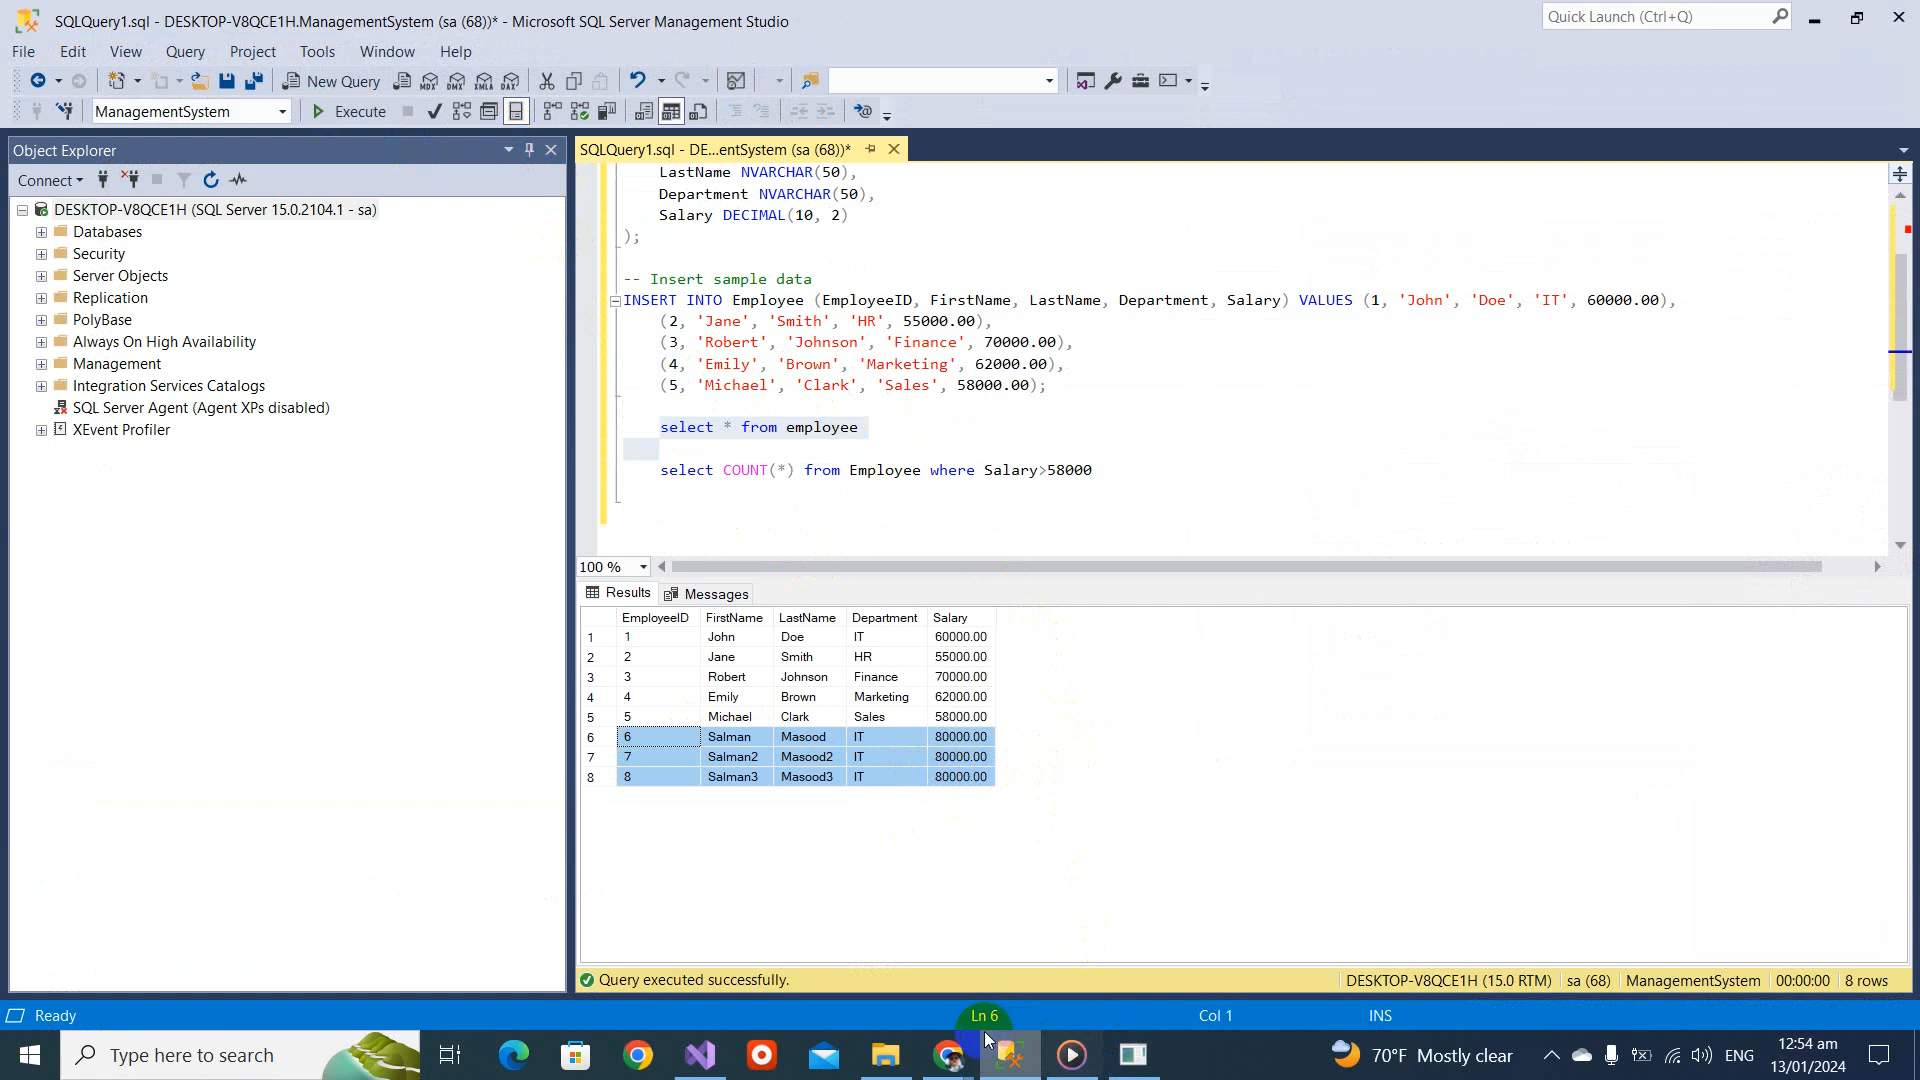 SQLQuery1.sql - DESKTOP-V8QCE1H.ManagementSystem (sa (68))* - Microsoft SQL Server Management Studio
Quick Launch (Ctrl+Q)
File Edit View Query Project Tools Window Help
New Query MDX DMX XMLA DAX
ManagementSystem Execute
Object Explorer
SQLQuery1.sql - DE...entSystem (sa (68))*
Connect
DESKTOP-V8QCE1H (SQL Server 15.0.2104.1 - sa)
Databases
Security
Server Objects
Replication
PolyBase
Always On High Availability
Management
Integration Services Catalogs
SQL Server Agent (Agent XPs disabled)
XEvent Profiler
LastName NVARCHAR(50),
Department NVARCHAR(50),
Salary DECIMAL(10, 2)
);
-- Insert sample data
INSERT INTO Employee (EmployeeID, FirstName, LastName, Department, Salary) VALUES (1, 'John', 'Doe', 'IT', 60000.00),
(2, 'Jane', 'Smith', 'HR', 55000.00),
(3, 'Robert', 'Johnson', 'Finance', 70000.00),
(4, 'Emily', 'Brown', 'Marketing', 62000.00),
(5, 'Michael', 'Clark', 'Sales', 58000.00);
select * from employee
select COUNT(*) from Employee where Salary>58000
100 %
Results Messages
EmployeeID FirstName LastName Department Salary
1 1 John Doe IT 60000.00
2 2 Jane Smith HR 55000.00
3 3 Robert Johnson Finance 70000.00
4 4 Emily Brown Marketing 62000.00
5 5 Michael Clark Sales 58000.00
6 6 Salman Masood IT 80000.00
7 7 Salman2 Masood2 IT 80000.00
8 8 Salman3 Masood3 IT 80000.00
Query executed successfully. DESKTOP-V8QCE1H (15.0 RTM) sa (68) ManagementSystem 00:00:00 8 rows
Ready Ln 6 Col 1 INS
Type here to search
70°F Mostly clear
ENG
12:54 am
13/01/2024